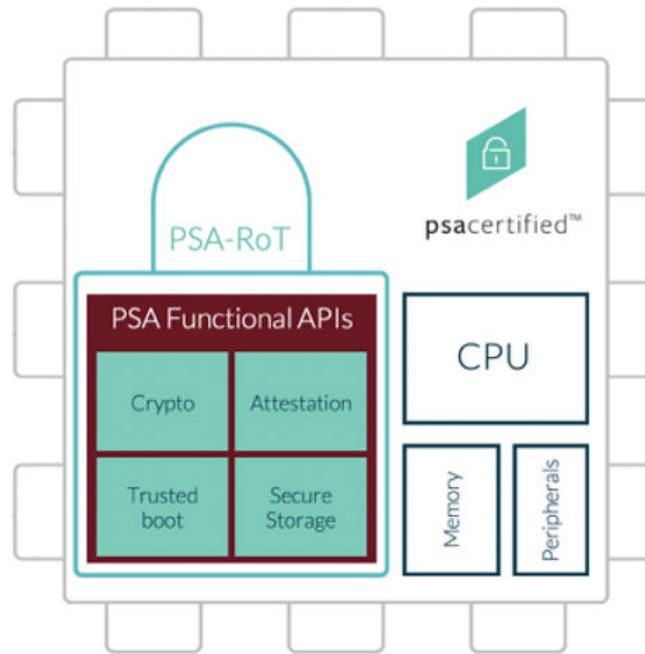 PSA-RoT
psacertified™
PSA Functional APIs
Crypto
Attestation
Trusted
boot
Secure
Storage
CPU
Memory
Peripherals